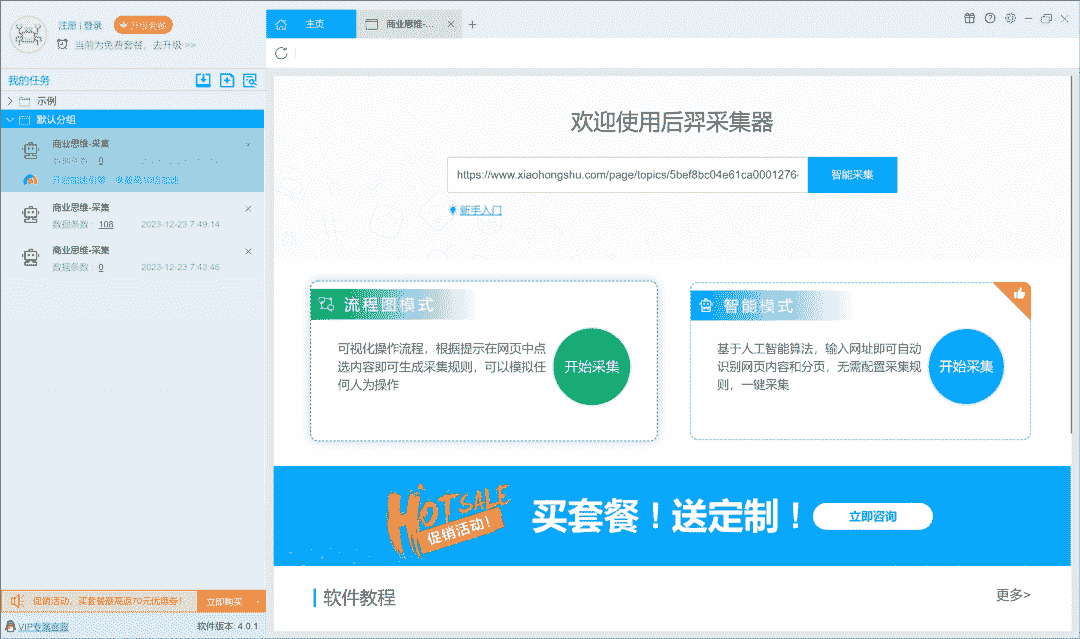 注册 | 登录
升级套餐
当前为免费套餐，去升级 >>
主页
商业思维-...
我的任务
示例
默认分组
商业思维-采集
0
商业思维-采集
数据条数：108
2023-12-23 7:49:14
商业思维-采集
数据条数：0
2023-12-23 7:43:46
欢迎使用后羿采集器
https://www.xiaohongshu.com/page/topics/5bef8bc04e61ca0001276-
智能采集
新手入门
流程图模式
可视化操作流程，根据提示在网页中点
选内容即可生成采集规则，可以模拟任
何人为操作
开始采集
智能模式
基于人工智能算法，输入网址即可自动
识别网页内容和分页，无需配置采集规
则，一键采集
开始采集
HOT SALE
促销活动！
买套餐！送定制！
立即咨询
软件教程
更多>
促销活动，买套餐最高返70元优惠券！
立即购买
VIP专属客服
软件版本: 4.0.1